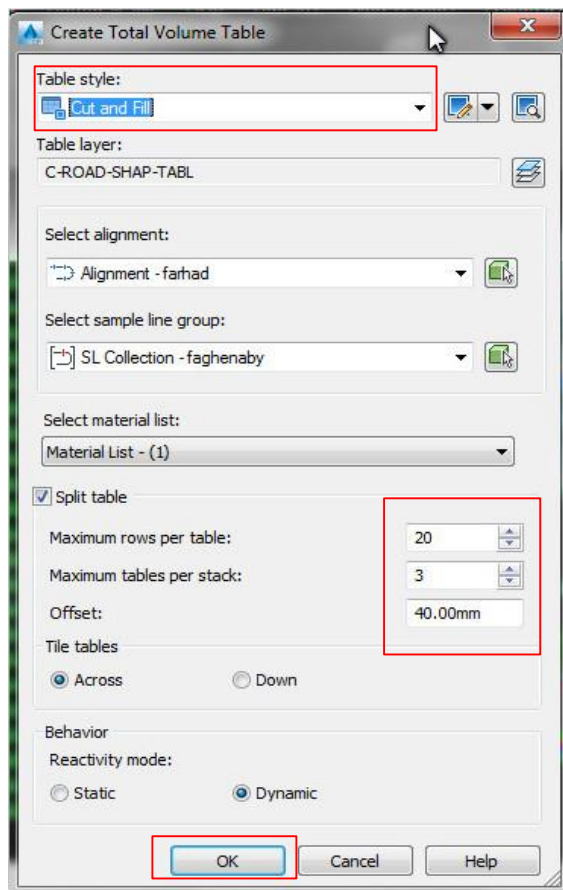 Create Total Volume Table
Table style:
Cut and Fill
Table layer:
C-ROAD-SHAP-TABL
Select alignment:
Alignment - farhad
Select sample line group:
SL Collection - faghenaby
Select material list:
Material List - (1)
Split table
Maximum rows per table: 20
Maximum tables per stack: 3
Offset: 40.00mm
Tile tables
Across Down
Behavior
Reactivity mode:
Static Dynamic
OK Cancel Help